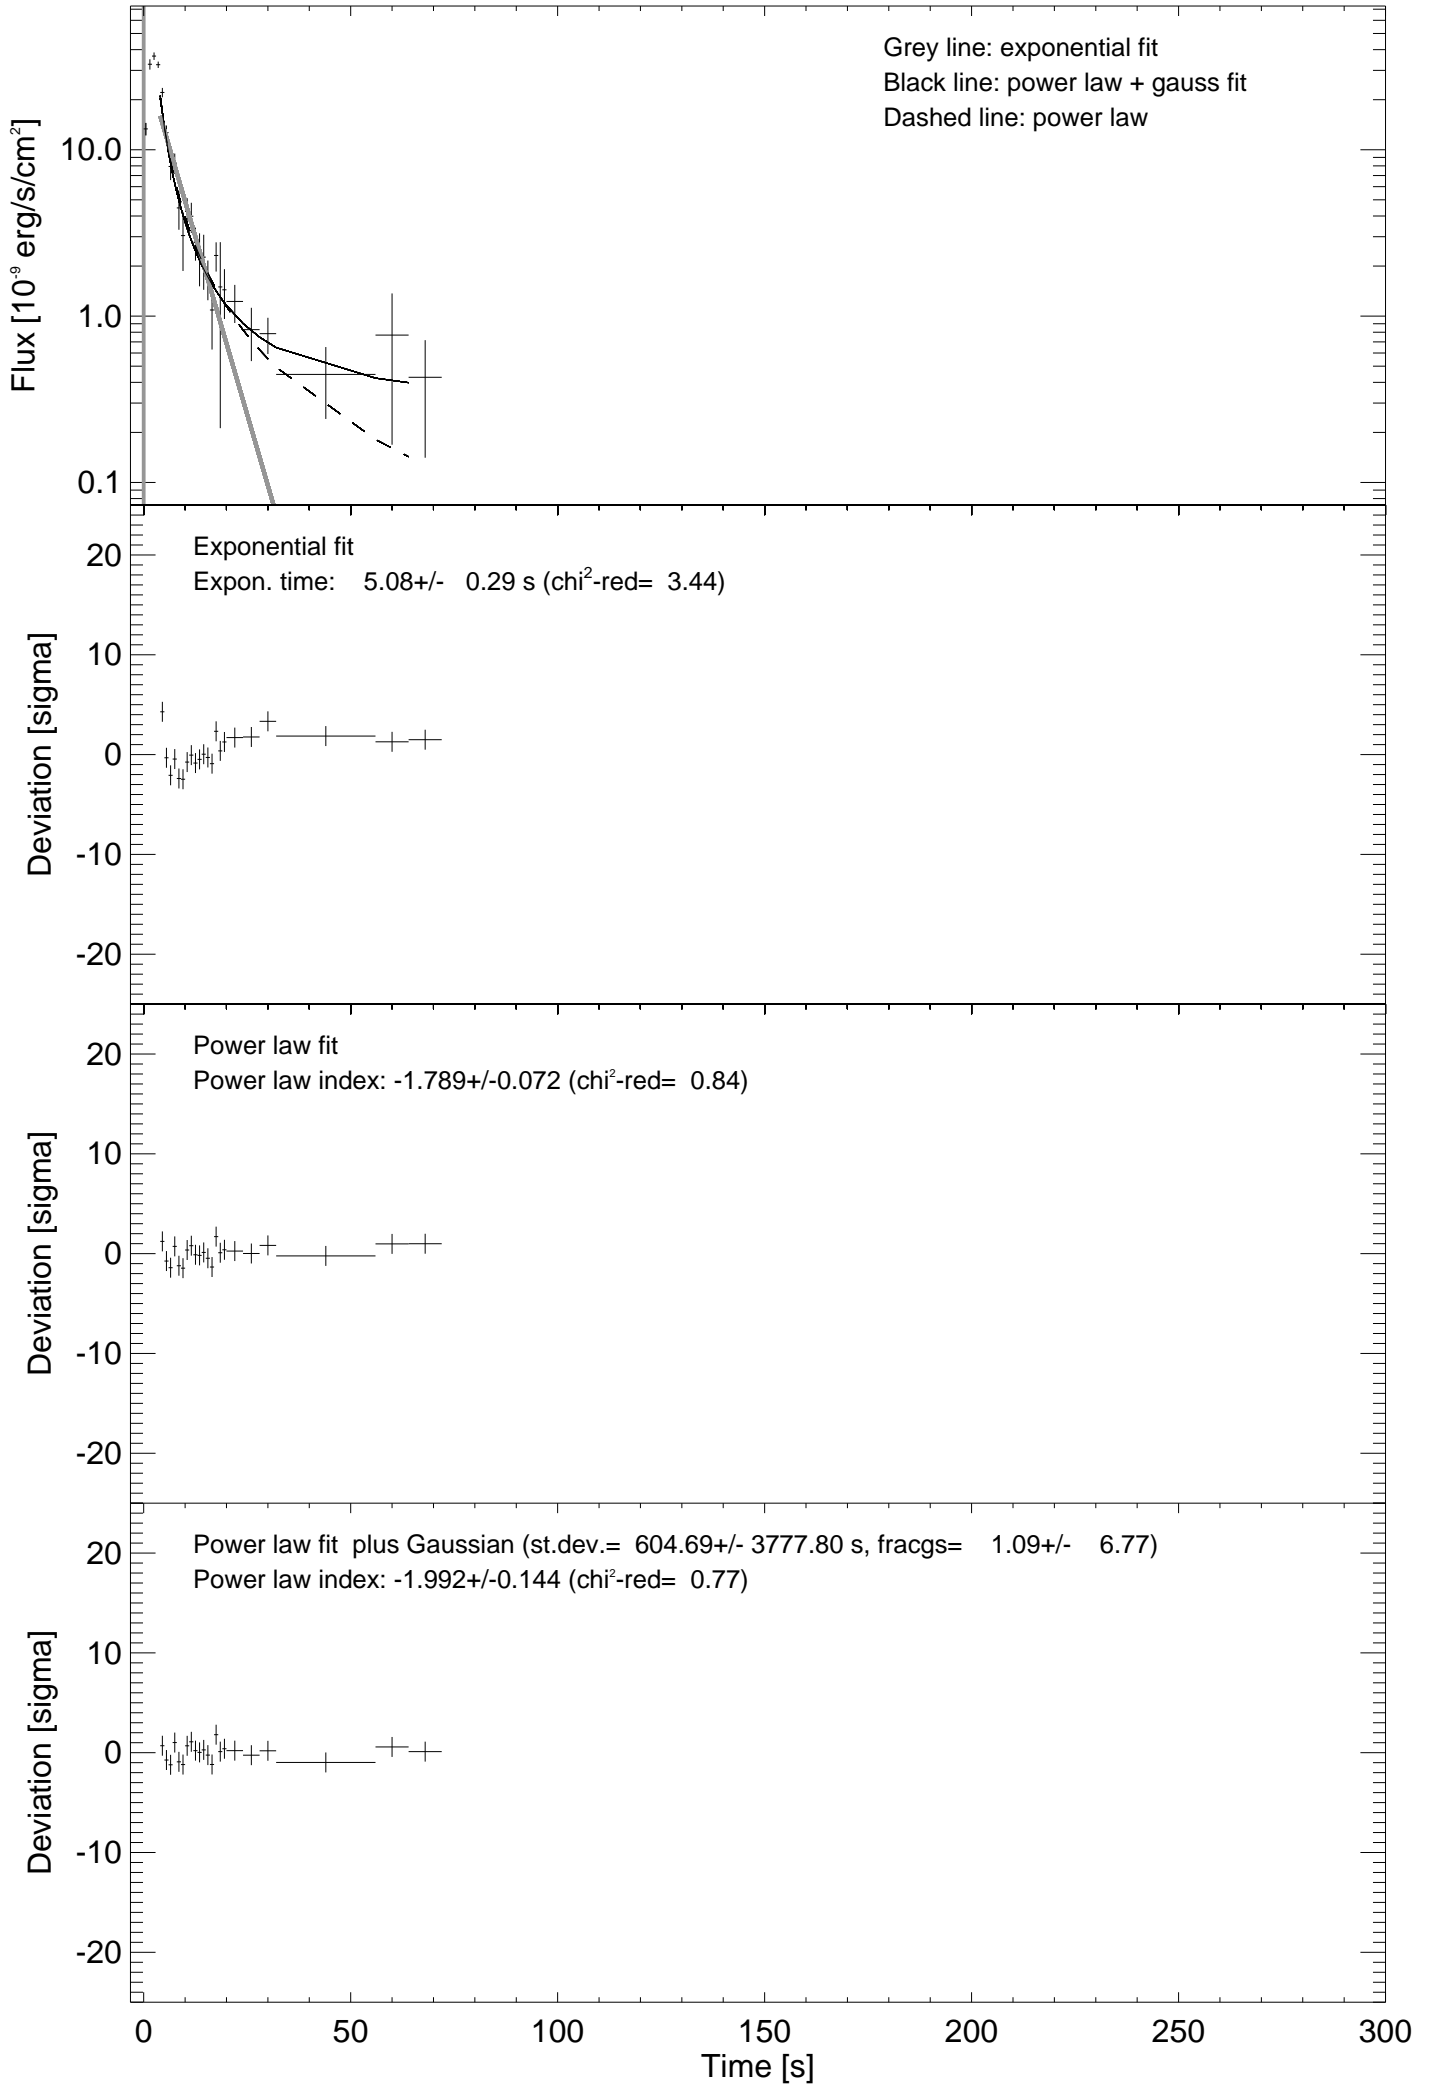 Grey line: exponential fit
Black line: power law + gauss fit
Dashed line: power law
Flux [10⁻⁹ erg/s/cm²]
10.0
1.0
0.1
Exponential fit
Expon. time: 5.08+/- 0.29 s (chi²-red= 3.44)
Deviation [sigma]
20
10
0
-10
-20
Power law fit
Power law index: -1.789+/-0.072 (chi²-red= 0.84)
Deviation [sigma]
20
10
0
-10
-20
Power law fit plus Gaussian (st.dev.= 604.69+/- 3777.80 s, fracgs= 1.09+/- 6.77)
Power law index: -1.992+/-0.144 (chi²-red= 0.77)
Deviation [sigma]
20
10
0
-10
-20
0 50 100 150 200 250 300
Time [s]